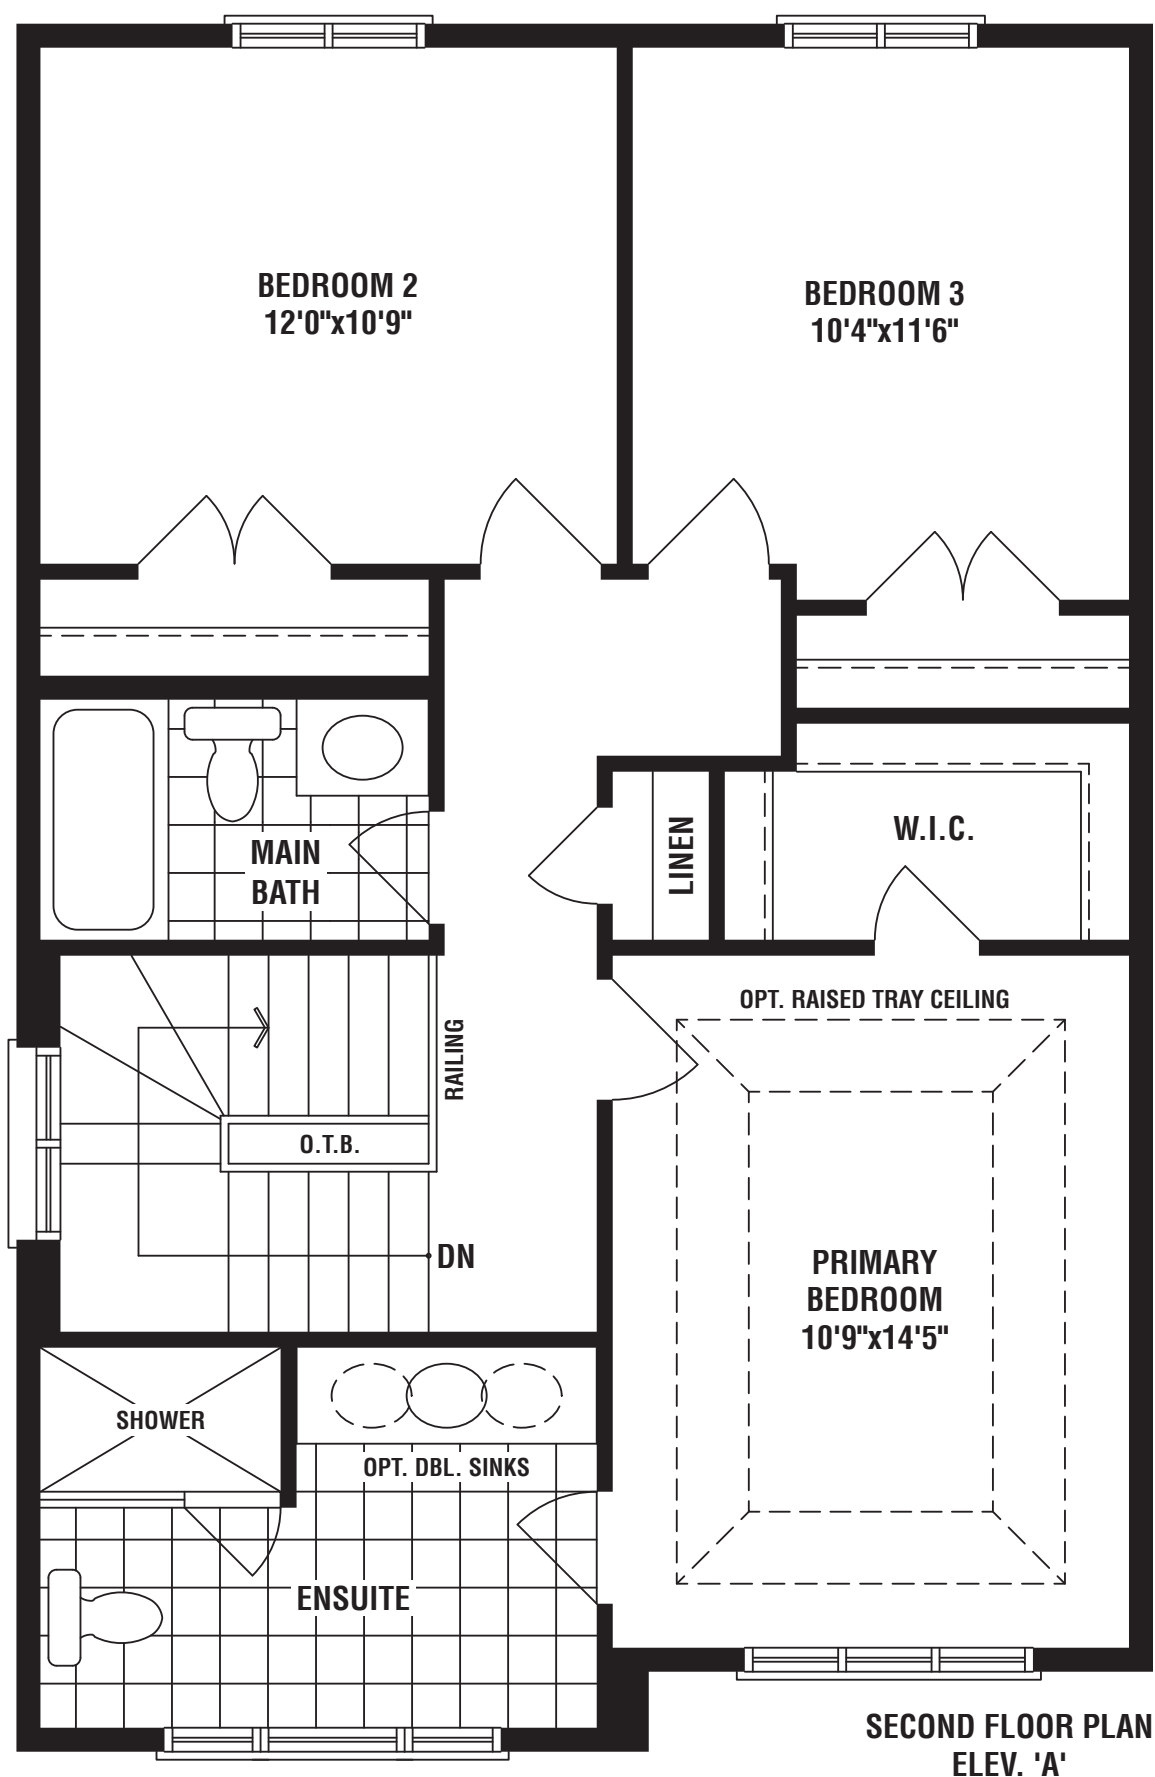 BEDROOM 2
12'0"x10'9"
BEDROOM 3
10'4"x11'6"
MAIN
BATH
LINEN
W.I.C.
OPT. RAISED TRAY CEILING
RAILING
O.T.B.
DN
PRIMARY
BEDROOM
10'9"x14'5"
SHOWER
OPT. DBL. SINKS
ENSUITE
SECOND FLOOR PLAN
ELEV. 'A'